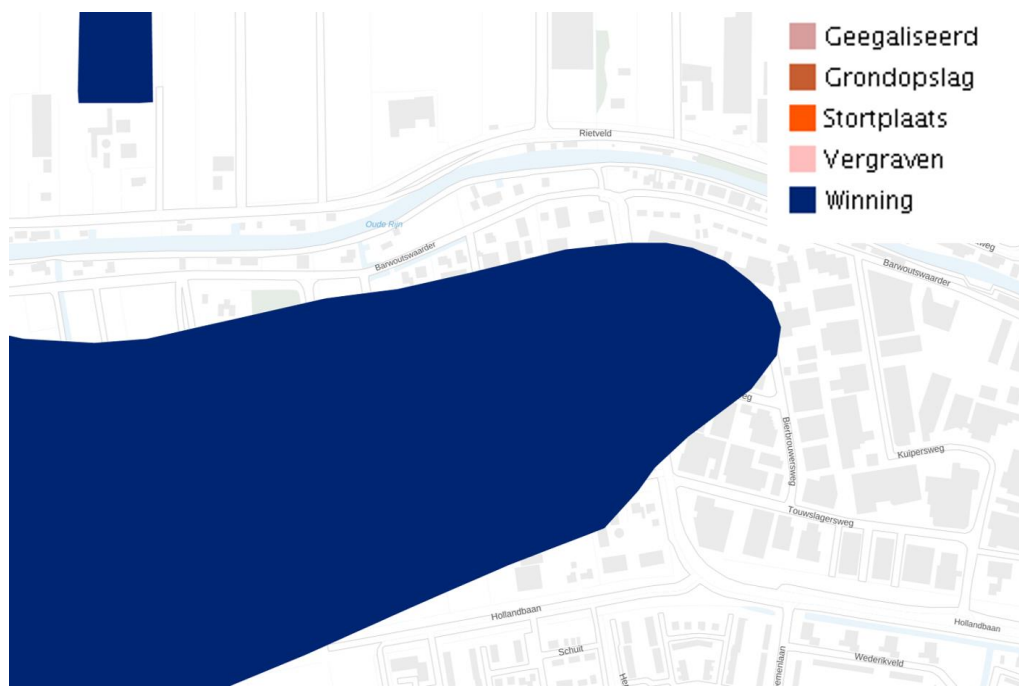 Geegaliseerd
Grondopslag
Stortplaats
Vergraven
Winning
Rietveld
Oude Rijn
Barwoutswaarder
Barwoutswaarder
Bierbrouwersweg
Kuipersweg
Touwslagersweg
Hollandbaan
Hollandbaan
Schuit
Wederikveld